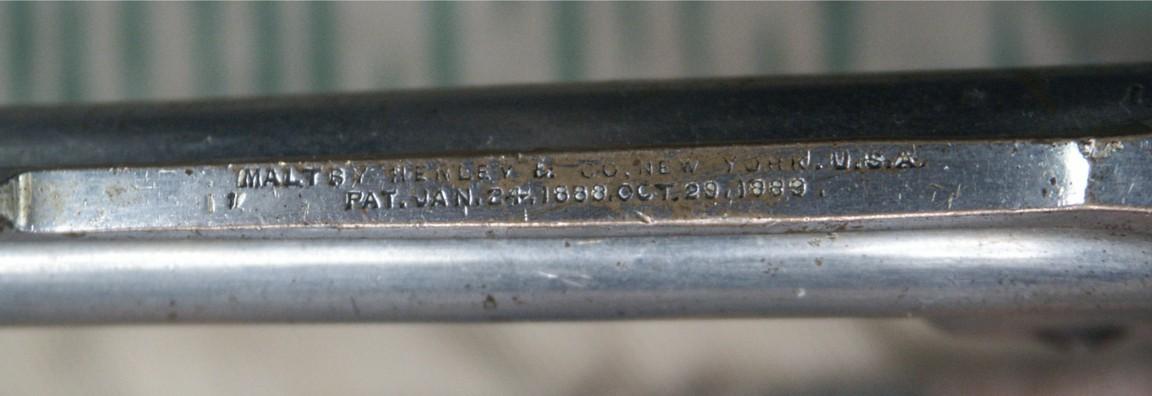 MALTBY HENLEY & CO. NEW YORK. U.S.A.
PAT. JAN. 24. 1888. OCT. 29. 1889.